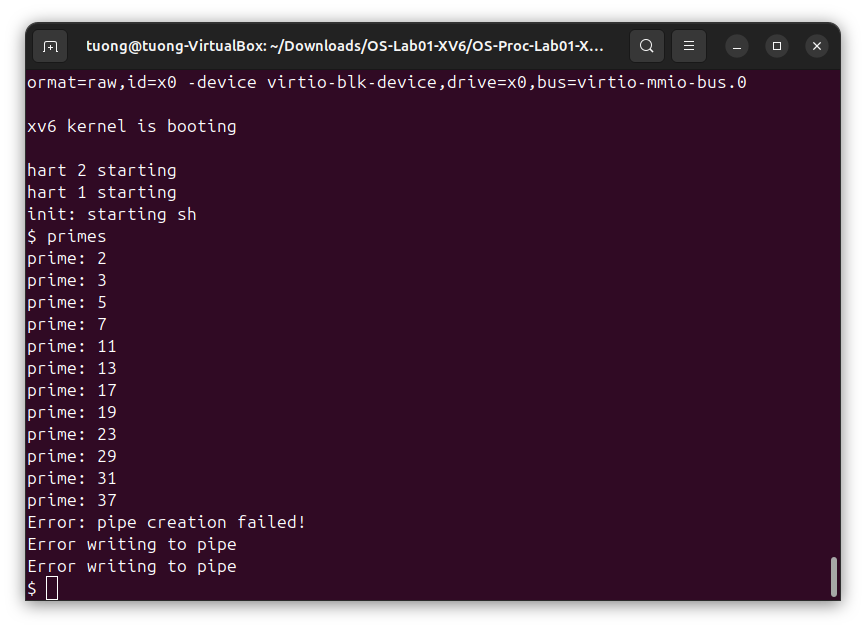 tuong@tuong-VirtualBox: ~/Downloads/OS-Lab01-XV6/OS-Proc-Lab01-X...
ormat=raw,id=x0 -device virtio-blk-device,drive=x0,bus=virtio-mmio-bus.0
xv6 kernel is booting
hart 2 starting
hart 1 starting
init: starting sh
$ primes
prime: 2
prime: 3
prime: 5
prime: 7
prime: 11
prime: 13
prime: 17
prime: 19
prime: 23
prime: 29
prime: 31
prime: 37
Error: pipe creation failed!
Error writing to pipe
Error writing to pipe
$